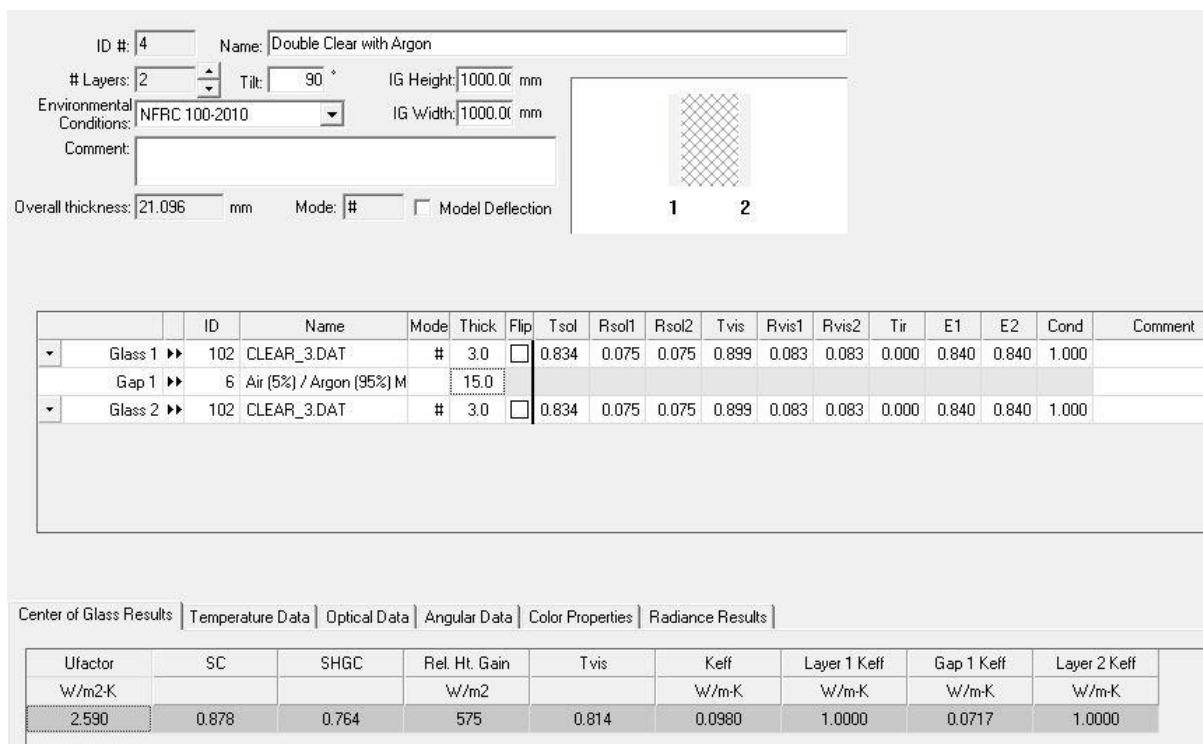 ID #: 4 Name: Double Clear with Argon
# Layers: 2 Tilt: 90 ° IG Height: 1000.0( mm
Environmental Conditions: NFRC 100-2010 IG Width: 1000.0( mm
Comment:
Overall thickness: 21.096 mm Mode: # Model Deflection
1 2
ID Name Mode Thick Flip Tsol Rsol1 Rsol2 Tvis Rvis1 Rvis2 Tir E1 E2 Cond Comment
Glass 1 102 CLEAR_3.DAT # 3.0 0.834 0.075 0.075 0.899 0.083 0.083 0.000 0.840 0.840 1.000
Gap 1 6 Air (5%) / Argon (95%) M 15.0
Glass 2 102 CLEAR_3.DAT # 3.0 0.834 0.075 0.075 0.899 0.083 0.083 0.000 0.840 0.840 1.000
Center of Glass Results Temperature Data Optical Data Angular Data Color Properties Radiance Results
Ufactor SC SHGC Rel. Ht. Gain Tvis Keff Layer 1 Keff Gap 1 Keff Layer 2 Keff
W/m2-K W/m2 W/m-K W/m-K W/m-K W/m-K
2.590 0.878 0.764 575 0.814 0.0980 1.0000 0.0717 1.0000